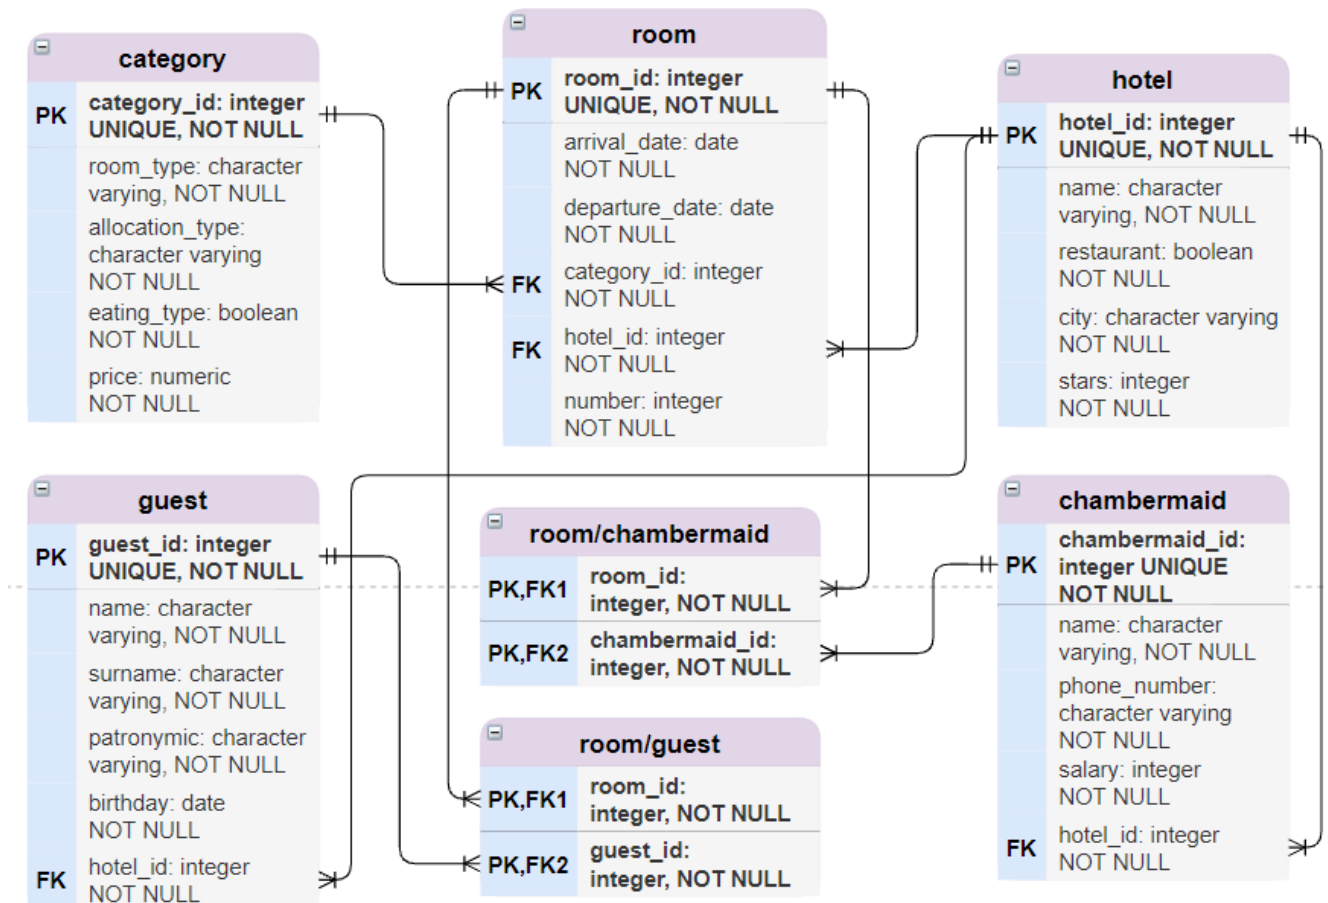 category
PK
category_id: integer
UNIQUE, NOT NULL
room_type: character
varying, NOT NULL
allocation_type:
character varying
NOT NULL
eating_type: boolean
NOT NULL
price: numeric
NOT NULL
room
PK
room_id: integer
UNIQUE, NOT NULL
arrival_date: date
NOT NULL
departure_date: date
NOT NULL
FK
category_id: integer
NOT NULL
FK
hotel_id: integer
NOT NULL
number: integer
NOT NULL
hotel
PK
hotel_id: integer
UNIQUE, NOT NULL
name: character
varying, NOT NULL
restaurant: boolean
NOT NULL
city: character varying
NOT NULL
stars: integer
NOT NULL
guest
PK
guest_id: integer
UNIQUE, NOT NULL
name: character
varying, NOT NULL
surname: character
varying, NOT NULL
patronymic: character
varying, NOT NULL
birthday: date
NOT NULL
FK
hotel_id: integer
NOT NULL
room/chambermaid
PK,FK1
room_id:
integer, NOT NULL
PK,FK2
chambermaid_id:
integer, NOT NULL
room/guest
PK,FK1
room_id:
integer, NOT NULL
PK,FK2
guest_id:
integer, NOT NULL
chambermaid
PK
chambermaid_id:
integer UNIQUE
NOT NULL
name: character
varying, NOT NULL
phone_number:
character varying
NOT NULL
salary: integer
NOT NULL
FK
hotel_id: integer
NOT NULL